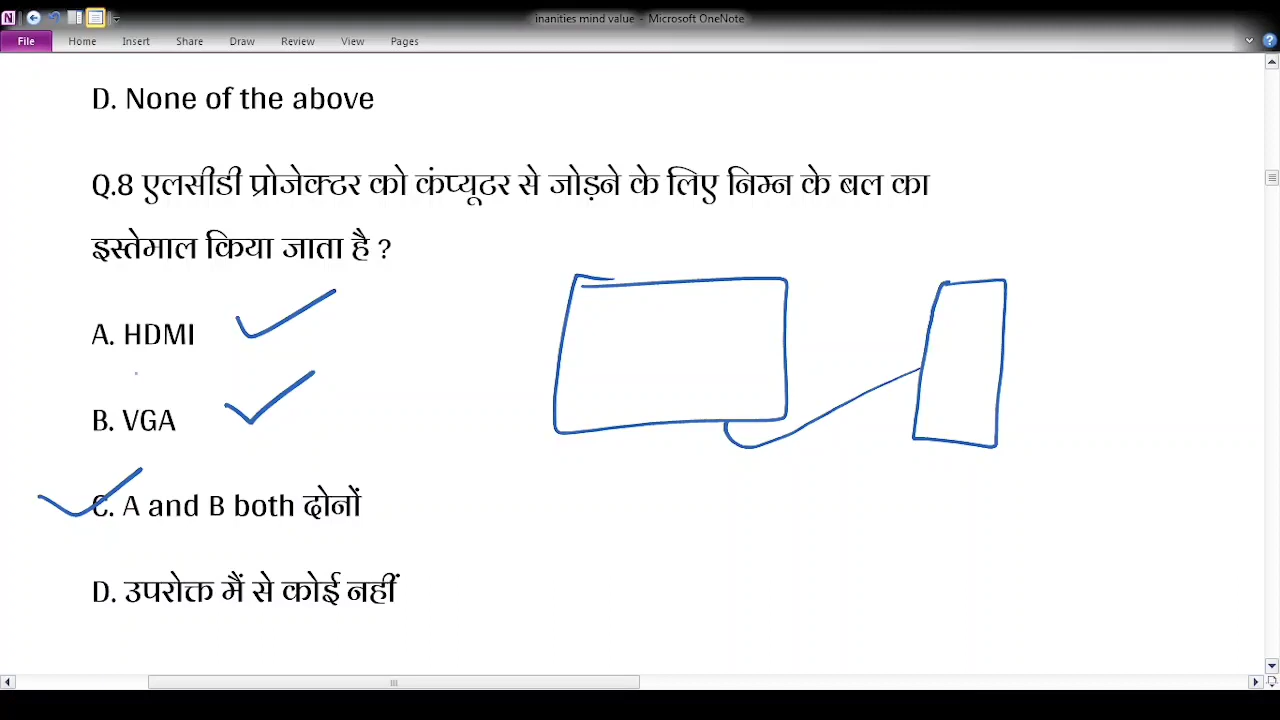 inanities mind value - Microsoft OneNote
File Home Insert Share Draw Review View Pages
D. None of the above
Q.8 एलसीडी प्रोजेक्टर को कंप्यूटर से जोड़ने के लिए निम्न के बल का
इस्तेमाल किया जाता है ?
A. HDMI
B. VGA
C. A and B both दोनों
D. उपरोक्त मैं से कोई नहीं